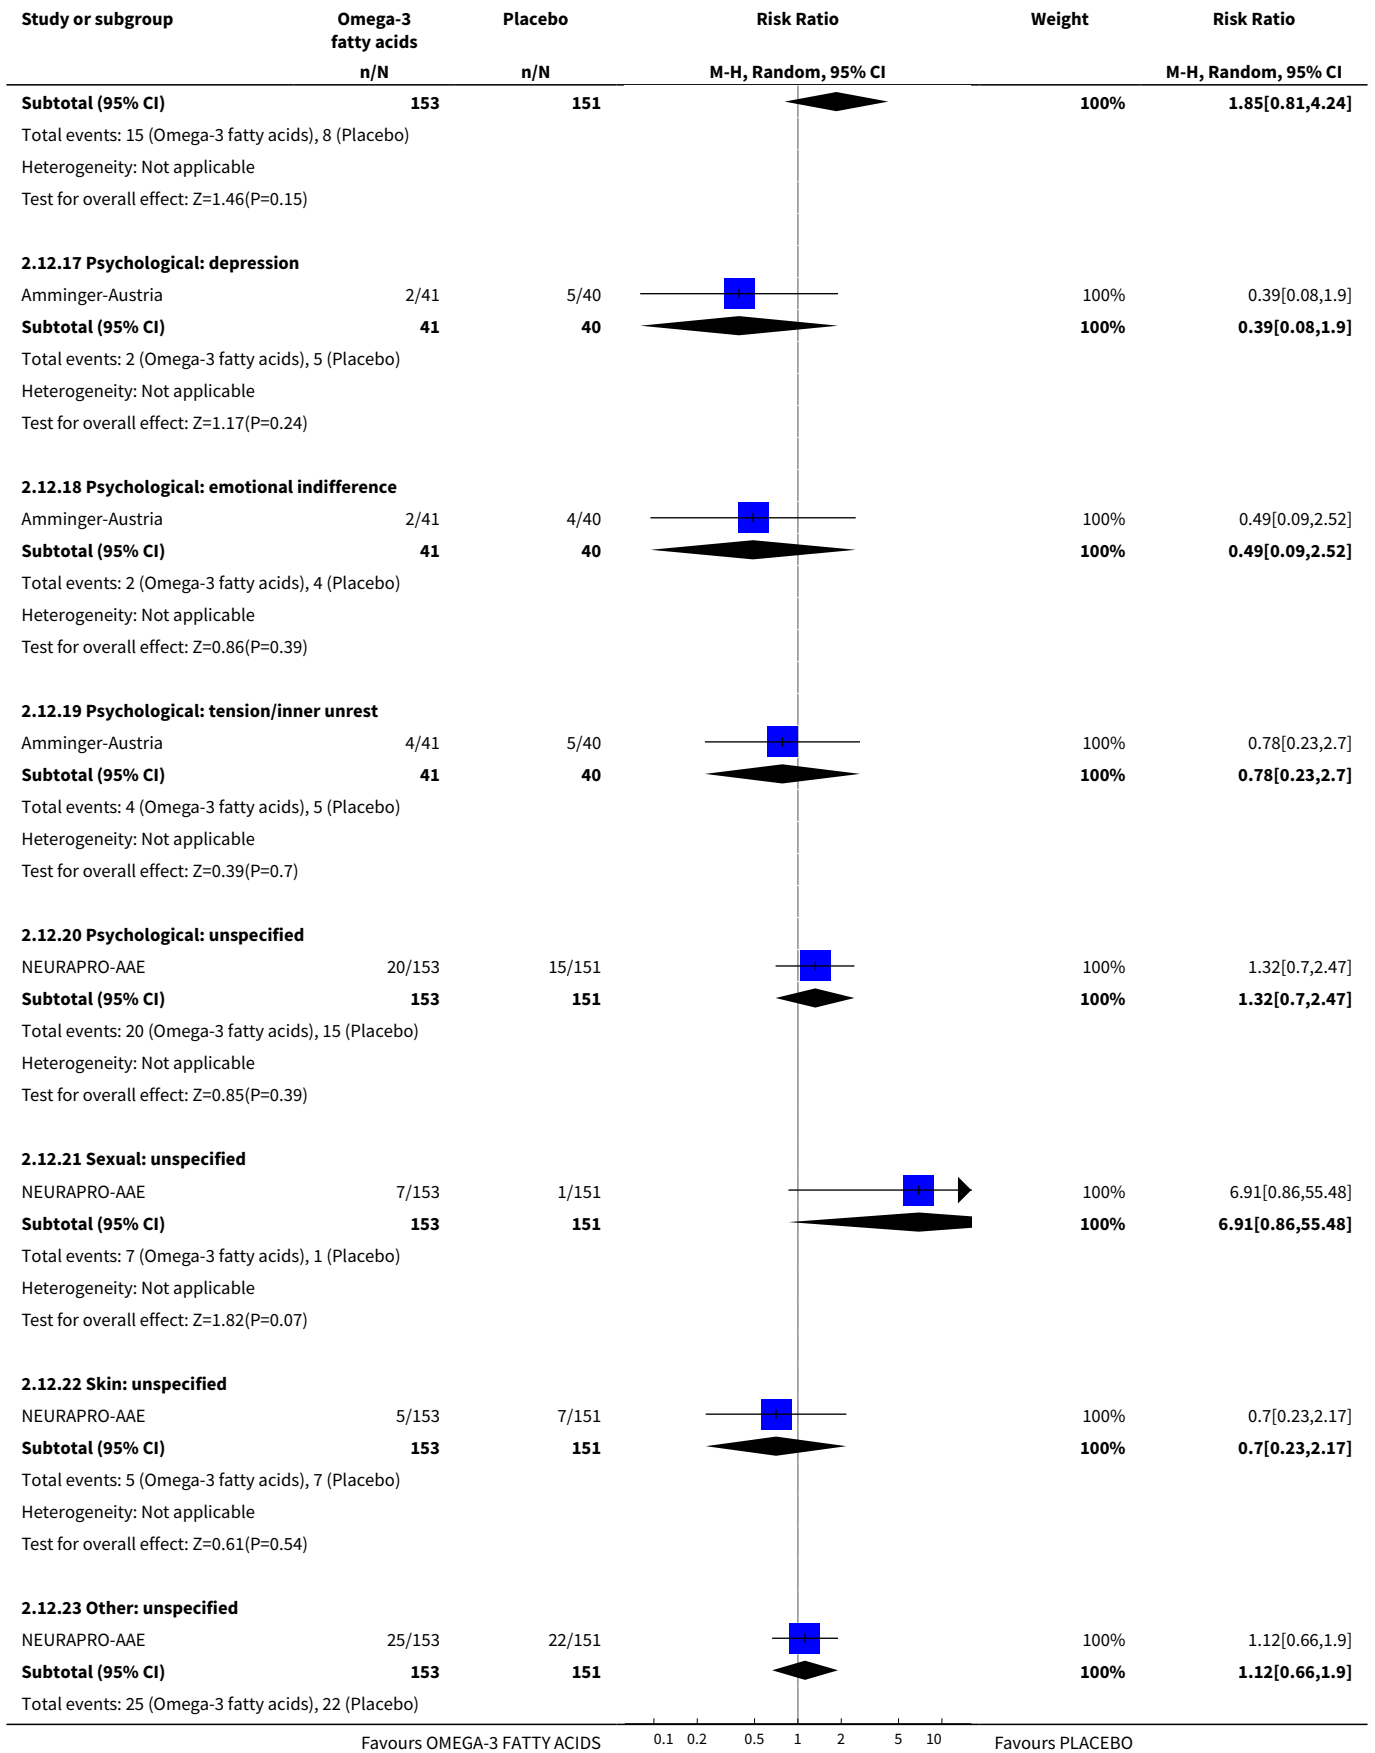 Study or subgroup Omega-3 fatty acids Placebo Risk Ratio Weight Risk Ratio
n/N n/N M-H, Random, 95% CI M-H, Random, 95% CI
Subtotal (95% CI) 153 151 100% 1.85[0.81,4.24]
Total events: 15 (Omega-3 fatty acids), 8 (Placebo)
Heterogeneity: Not applicable
Test for overall effect: Z=1.46(P=0.15)
2.12.17 Psychological: depression
Amminger-Austria 2/41 5/40 100% 0.39[0.08,1.9]
Subtotal (95% CI) 41 40 100% 0.39[0.08,1.9]
Total events: 2 (Omega-3 fatty acids), 5 (Placebo)
Heterogeneity: Not applicable
Test for overall effect: Z=1.17(P=0.24)
2.12.18 Psychological: emotional indifference
Amminger-Austria 2/41 4/40 100% 0.49[0.09,2.52]
Subtotal (95% CI) 41 40 100% 0.49[0.09,2.52]
Total events: 2 (Omega-3 fatty acids), 4 (Placebo)
Heterogeneity: Not applicable
Test for overall effect: Z=0.86(P=0.39)
2.12.19 Psychological: tension/inner unrest
Amminger-Austria 4/41 5/40 100% 0.78[0.23,2.7]
Subtotal (95% CI) 41 40 100% 0.78[0.23,2.7]
Total events: 4 (Omega-3 fatty acids), 5 (Placebo)
Heterogeneity: Not applicable
Test for overall effect: Z=0.39(P=0.7)
2.12.20 Psychological: unspecified
NEURAPRO-AAE 20/153 15/151 100% 1.32[0.7,2.47]
Subtotal (95% CI) 153 151 100% 1.32[0.7,2.47]
Total events: 20 (Omega-3 fatty acids), 15 (Placebo)
Heterogeneity: Not applicable
Test for overall effect: Z=0.85(P=0.39)
2.12.21 Sexual: unspecified
NEURAPRO-AAE 7/153 1/151 100% 6.91[0.86,55.48]
Subtotal (95% CI) 153 151 100% 6.91[0.86,55.48]
Total events: 7 (Omega-3 fatty acids), 1 (Placebo)
Heterogeneity: Not applicable
Test for overall effect: Z=1.82(P=0.07)
2.12.22 Skin: unspecified
NEURAPRO-AAE 5/153 7/151 100% 0.7[0.23,2.17]
Subtotal (95% CI) 153 151 100% 0.7[0.23,2.17]
Total events: 5 (Omega-3 fatty acids), 7 (Placebo)
Heterogeneity: Not applicable
Test for overall effect: Z=0.61(P=0.54)
2.12.23 Other: unspecified
NEURAPRO-AAE 25/153 22/151 100% 1.12[0.66,1.9]
Subtotal (95% CI) 153 151 100% 1.12[0.66,1.9]
Total events: 25 (Omega-3 fatty acids), 22 (Placebo)
Favours OMEGA-3 FATTY ACIDS 0.1 0.2 0.5 1 2 5 10 Favours PLACEBO